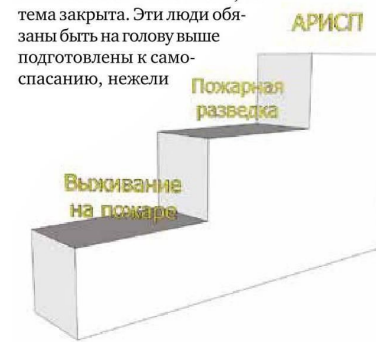 тема закрыта. Эти люди обя-
заны быть на голову выше
подготовлены к само-
спасанию, нежели
АРИСП
Пожарная
разведка
Выживание
на пожаре